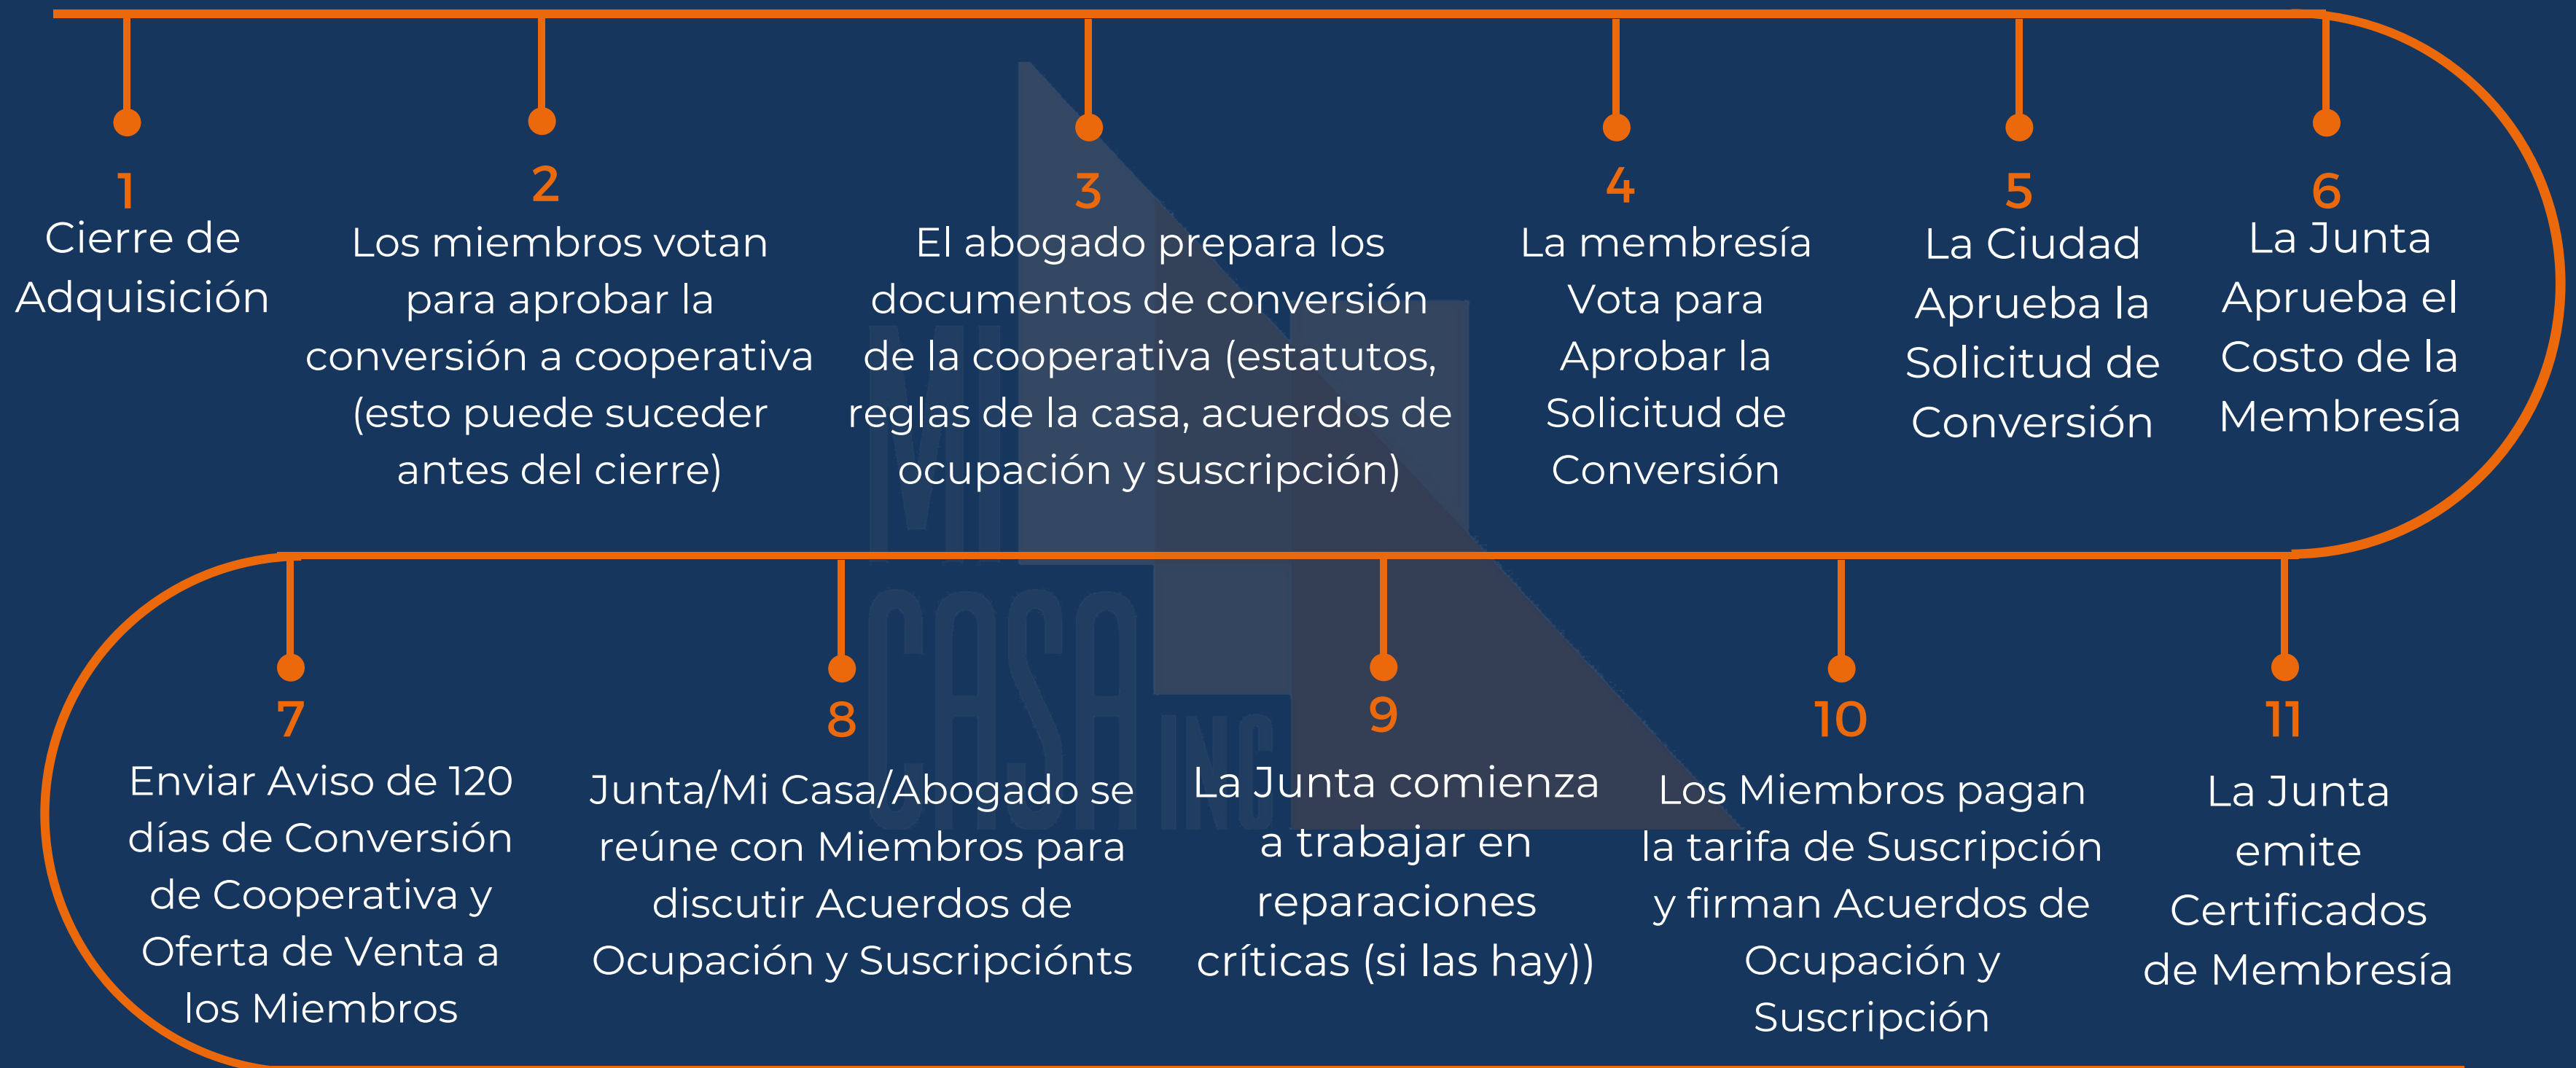 1
Cierre de
Adquisición
2
Los miembros votan
para aprobar la
conversión a cooperativa
(esto puede suceder
antes del cierre)
3
El abogado prepara los
documentos de conversión
de la cooperativa (estatutos,
reglas de la casa, acuerdos de
ocupación y suscripción)
4
La membresía
Vota para
Aprobar la
Solicitud de
Conversión
5
La Ciudad
Aprueba la
Solicitud de
Conversión
6
La Junta
Aprueba el
Costo de la
Membresía
7
Enviar Aviso de 120
días de Conversión
de Cooperativa y
Oferta de Venta a
los Miembros
8
Junta/Mi Casa/Abogado se
reúne con Miembros para
discutir Acuerdos de
Ocupación y Suscripciónts
9
La Junta comienza
a trabajar en
reparaciones
críticas (si las hay))
10
Los Miembros pagan
la tarifa de Suscripción
y firman Acuerdos de
Ocupación y
Suscripción
11
La Junta
emite
Certificados
de Membresía
MI
CASA INC